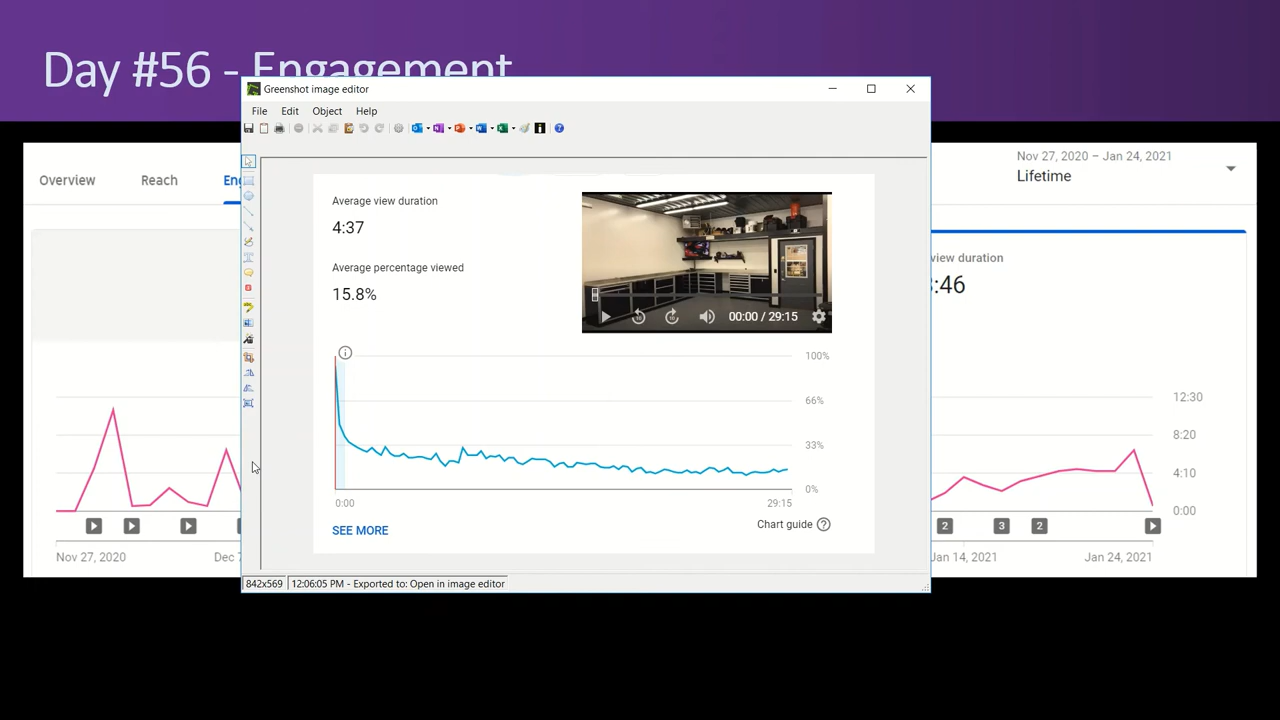 Day #56 - Engagement
Greenshot image editor
File Edit Object Help
Overview Reach Eng
Nov 27, 2020 – Jan 24, 2021
Lifetime
Average view duration
4:37
Average percentage viewed
15.8%
00:00 / 29:15
view duration
:46
100%
66%
33%
0%
0:00 29:15
SEE MORE
Chart guide
12:30
8:20
4:10
0:00
2 3 2
Nov 27, 2020 Dec 7 Jan 14, 2021 Jan 24, 2021
842x569 12:06:05 PM - Exported to: Open in image editor